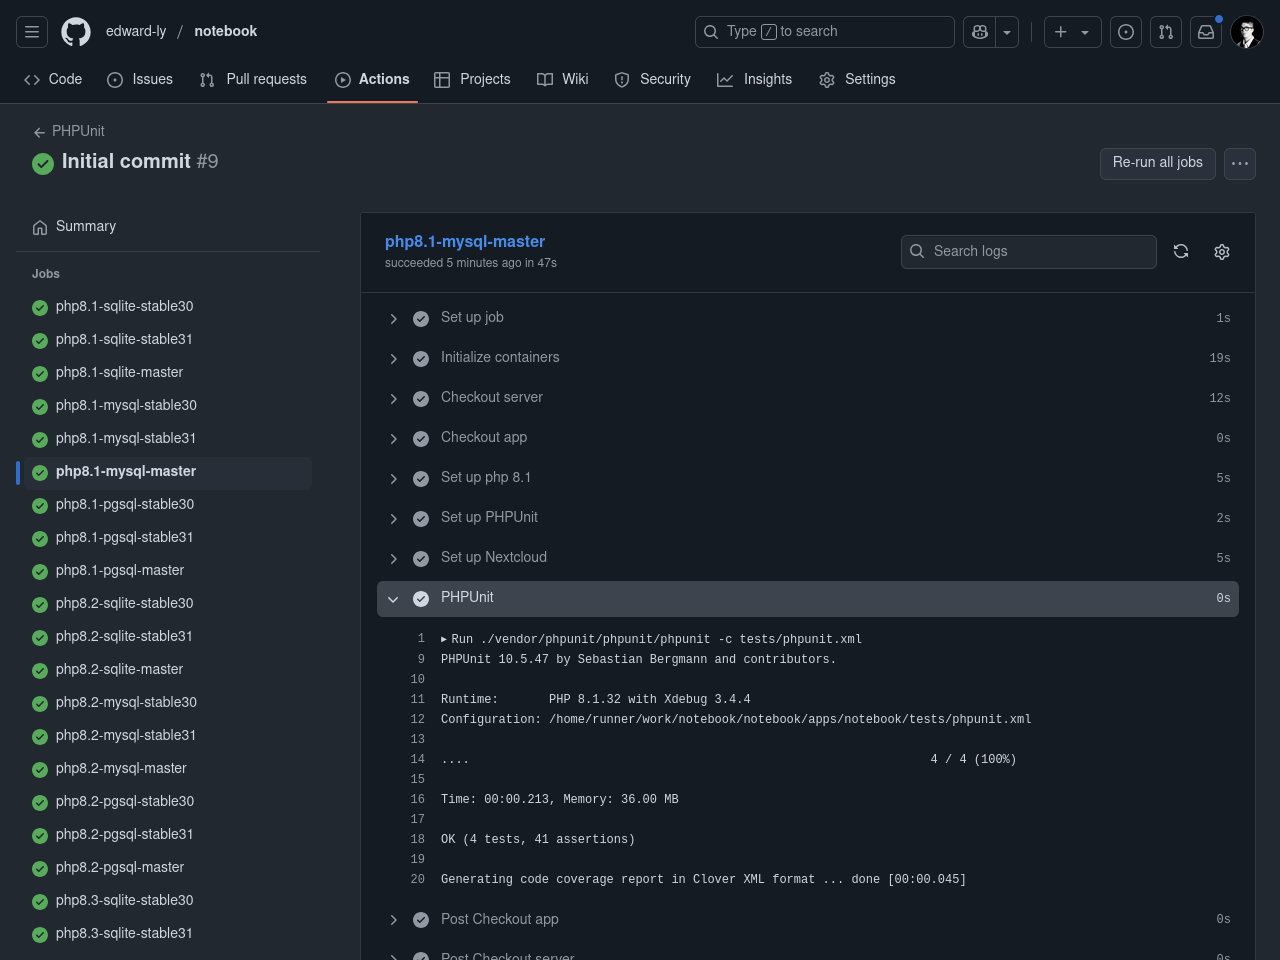 edward-ly / notebook
Type / to search
Code
Issues
Pull requests
Actions
Projects
Wiki
Security
Insights
Settings
PHPUnit
Initial commit #9
Re-run all jobs
Summary
Jobs
php8.1-sqlite-stable30
php8.1-sqlite-stable31
php8.1-sqlite-master
php8.1-mysql-stable30
php8.1-mysql-stable31
php8.1-mysql-master
php8.1-pgsql-stable30
php8.1-pgsql-stable31
php8.1-pgsql-master
php8.2-sqlite-stable30
php8.2-sqlite-stable31
php8.2-sqlite-master
php8.2-mysql-stable30
php8.2-mysql-stable31
php8.2-mysql-master
php8.2-pgsql-stable30
php8.2-pgsql-stable31
php8.2-pgsql-master
php8.3-sqlite-stable30
php8.3-sqlite-stable31
php8.1-mysql-master
succeeded 5 minutes ago in 47s
Search logs
Set up job 1s
Initialize containers 19s
Checkout server 12s
Checkout app 0s
Set up php 8.1 5s
Set up PHPUnit 2s
Set up Nextcloud 5s
PHPUnit 0s
1 Run ./vendor/phpunit/phpunit/phpunit -c tests/phpunit.xml
9 PHPUnit 10.5.47 by Sebastian Bergmann and contributors.
10
11 Runtime: PHP 8.1.32 with Xdebug 3.4.4
12 Configuration: /home/runner/work/notebook/notebook/apps/notebook/tests/phpunit.xml
13
14 .... 4 / 4 (100%)
15
16 Time: 00:00.213, Memory: 36.00 MB
17
18 OK (4 tests, 41 assertions)
19
20 Generating code coverage report in Clover XML format ... done [00:00.045]
Post Checkout app 0s
Post Checkout server 0s